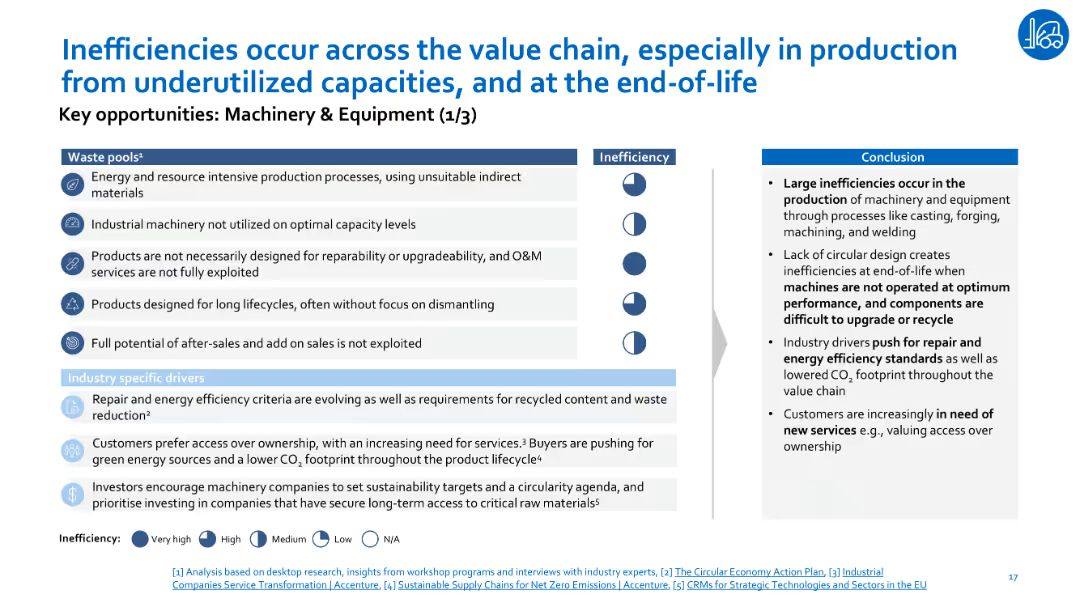 Inefficiencies occur across the value chain, especially in production
from underutilized capacities, and at the end-of-life
Key opportunities: Machinery & Equipment (1/3)
Waste pools¹
Inefficiency
Energy and resource intensive production processes, using unsuitable indirect
materials
Industrial machinery not utilized on optimal capacity levels
Products are not necessarily designed for reparability or upgradeability, and O&M
services are not fully exploited
Products designed for long lifecycles, often without focus on dismantling
Full potential of after-sales and add on sales is not exploited
Industry specific drivers
Repair and energy efficiency criteria are evolving as well as requirements for recycled content and waste
reduction²
Customers prefer access over ownership, with an increasing need for services.³ Buyers are pushing for
green energy sources and a lower CO₂ footprint throughout the product lifecycle⁴
Investors encourage machinery companies to set sustainability targets and a circularity agenda, and
prioritise investing in companies that have secure long-term access to critical raw materials⁵
Conclusion
• Large inefficiencies occur in the
production of machinery and equipment
through processes like casting, forging,
machining, and welding
• Lack of circular design creates
inefficiencies at end-of-life when
machines are not operated at optimum
performance, and components are
difficult to upgrade or recycle
• Industry drivers push for repair and
energy efficiency standards as well as
lowered CO₂ footprint throughout the
value chain
• Customers are increasingly in need of
new services e.g., valuing access over
ownership
Inefficiency: Very high High Medium Low N/A
[1] Analysis based on desktop research, insights from workshop programs and interviews with industry experts, [2] The Circular Economy Action Plan, [3] Industrial
Companies Service Transformation | Accenture, [4] Sustainable Supply Chains for Net Zero Emissions | Accenture, [5] CRMs for Strategic Technologies and Sectors in the EU
17